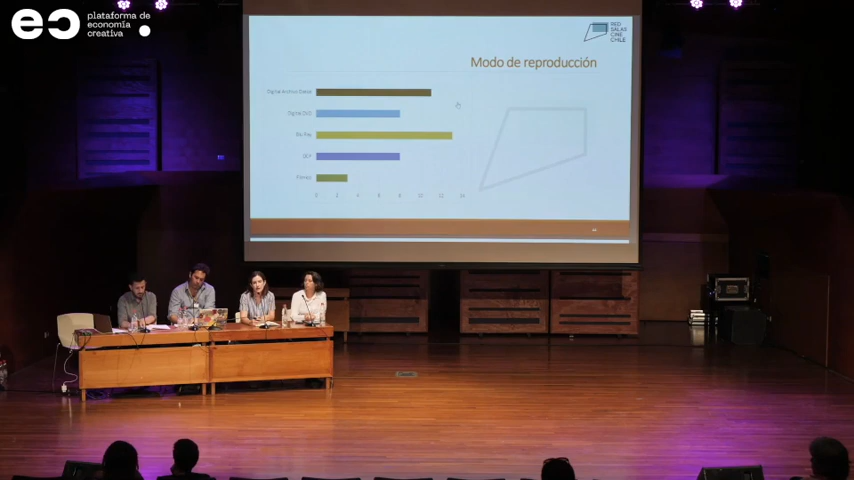 plataforma de
economía
creativa
RED
SALAS
CINE
CHILE
Modo de reproducción
Digital DVD
Blu Ray
DCP
0 2 4 6 8 10 12 14